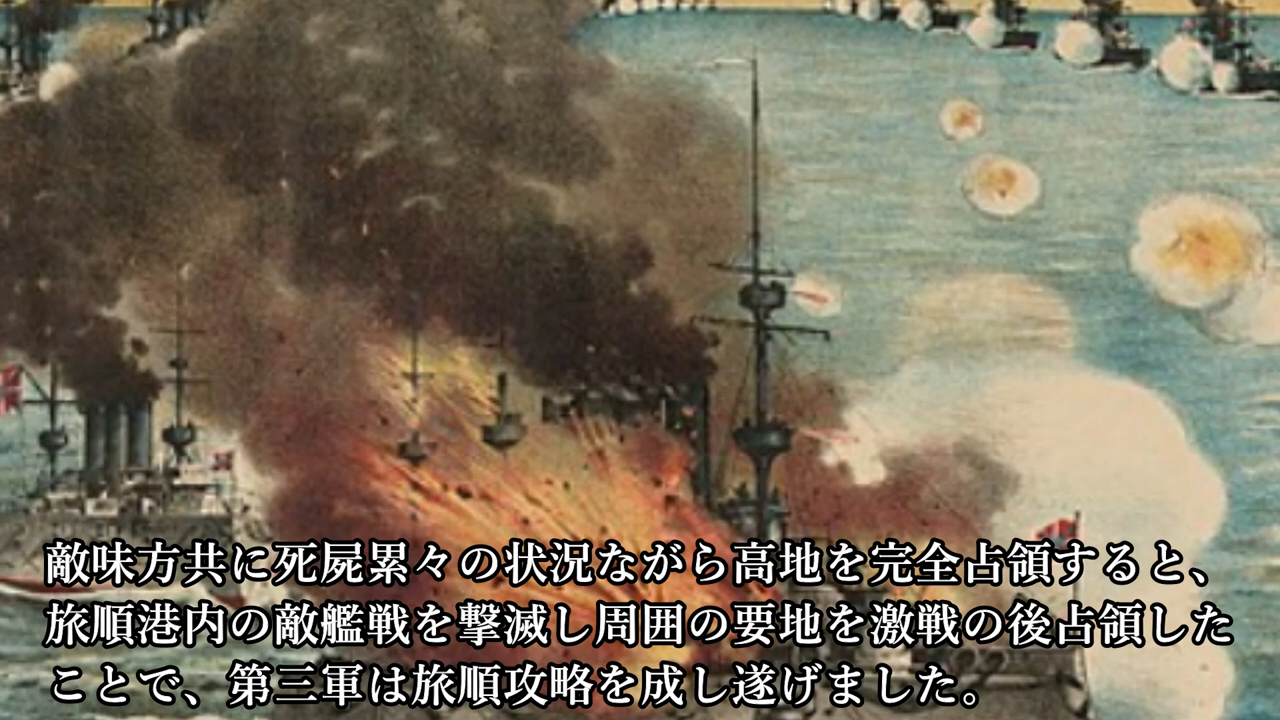 敵味方共に死屍累々の状況ながら高地を完全占領すると、
旅順港内の敵艦戦を撃滅し周囲の要地を激戦の後占領した
ことで、第三軍は旅順攻略を成し遂げました。